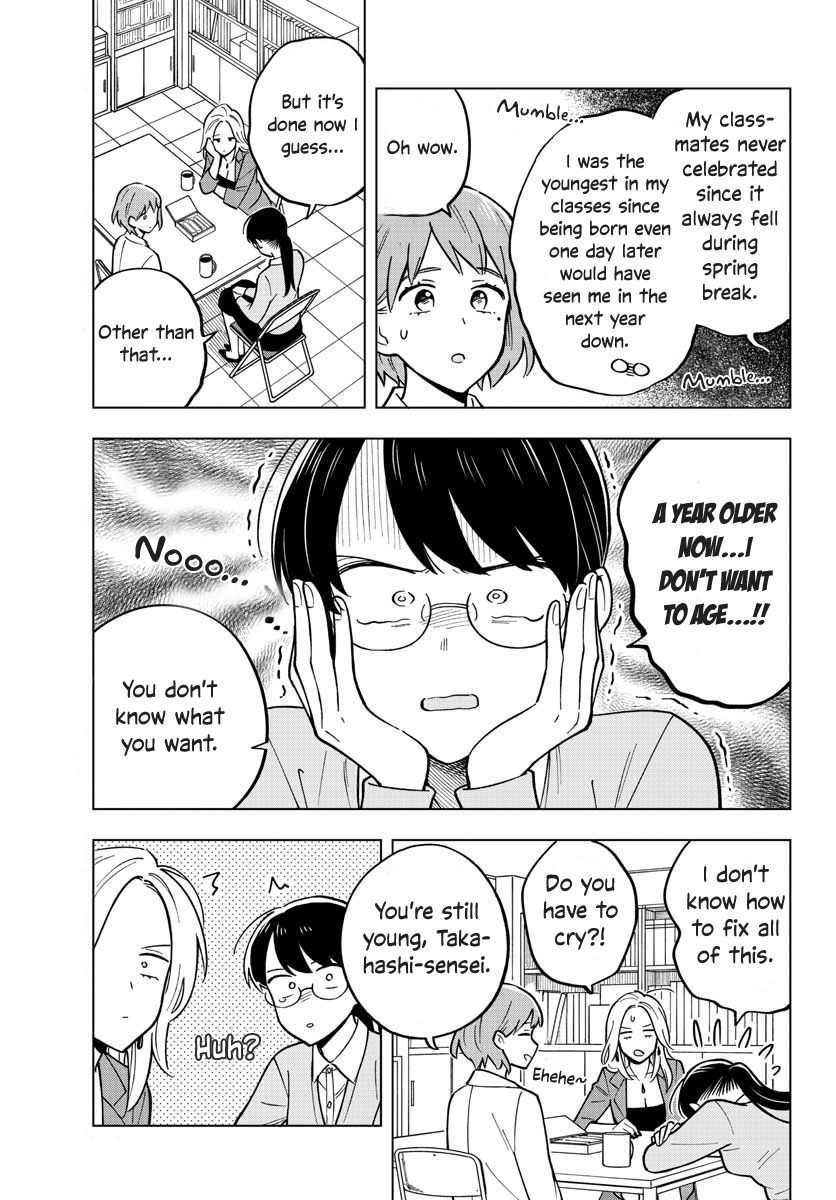 My class-
mates never
celebrated
since it
always fell
during
spring
break.
Mumble...
I was the
youngest in my
classes since
being born even
one day later
would have
seen me in the
next year
down.
Mumble...
Oh wow.
But it's
done now I
guess...
Other than
that...
A YEAR OLDER
NOW...I
DON'T WANT
TO AGE...!!
Nooo...
You don't
know what
you want.
I don't
know how
to fix all
of this.
Do you
have to
cry?!
Ehehe~
You're still
young, Taka-
hashi-sensei.
Huh?